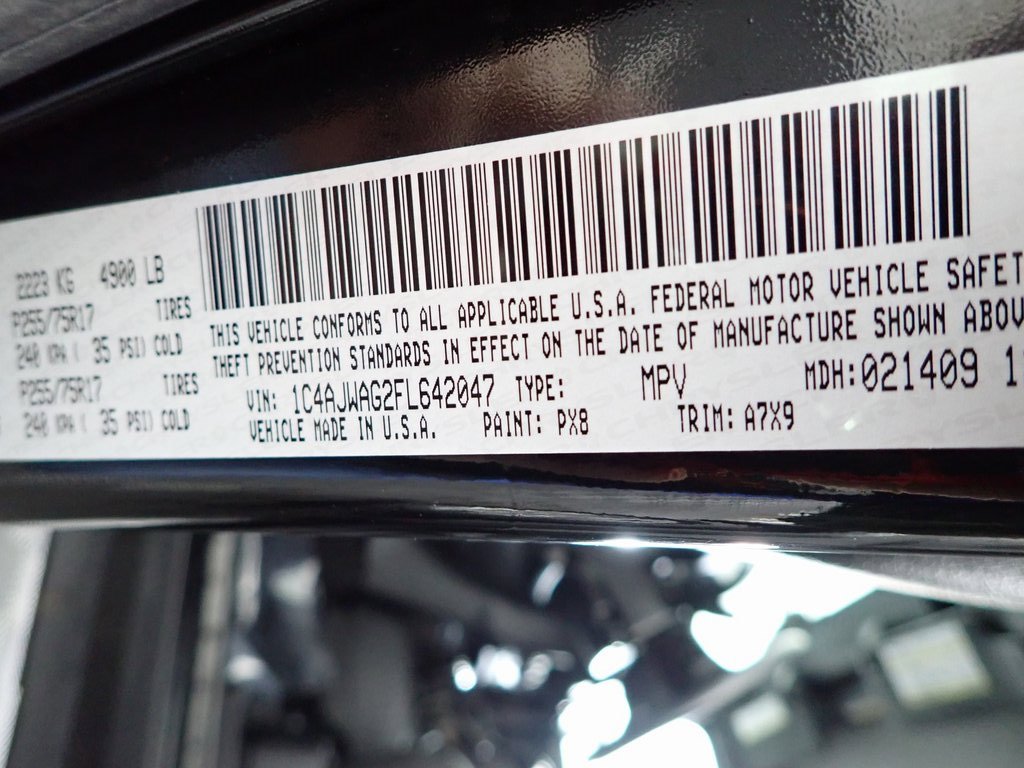 2223 KG 4900 LB
P255/75R17 TIRES
240 KPA ( 35 PSI) COLD
P255/75R17 TIRES
240 KPA ( 35 PSI) COLD
THIS VEHICLE CONFORMS TO ALL APPLICABLE U.S.A. FEDERAL MOTOR VEHICLE SAFET
THEFT PREVENTION STANDARDS IN EFFECT ON THE DATE OF MANUFACTURE SHOWN ABOV
VIN: 1C4AJWAG2FL642047 TYPE: MPV MDH:021409 1
VEHICLE MADE IN U.S.A. PAINT: PX8 TRIM: A7X9